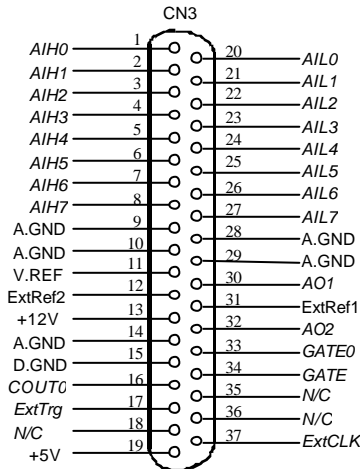 CN3
AIH0 1
AIH1 2
AIH2 3
AIH3 4
AIH4 5
AIH5 6
AIH6 7
AIH7 8
A.GND 9
A.GND 10
V.REF 11
ExtRef2 12
+12V 13
A.GND 14
D.GND 15
COUT0 16
ExtTrg 17
N/C 18
+5V 19
20 AIL0
21 AIL1
22 AIL2
23 AIL3
24 AIL4
25 AIL5
26 AIL6
27 AIL7
28 A.GND
29 A.GND
30 AO1
31 ExtRef1
32 AO2
33 GATE0
34 GATE
35 N/C
36 N/C
37 ExtCLK